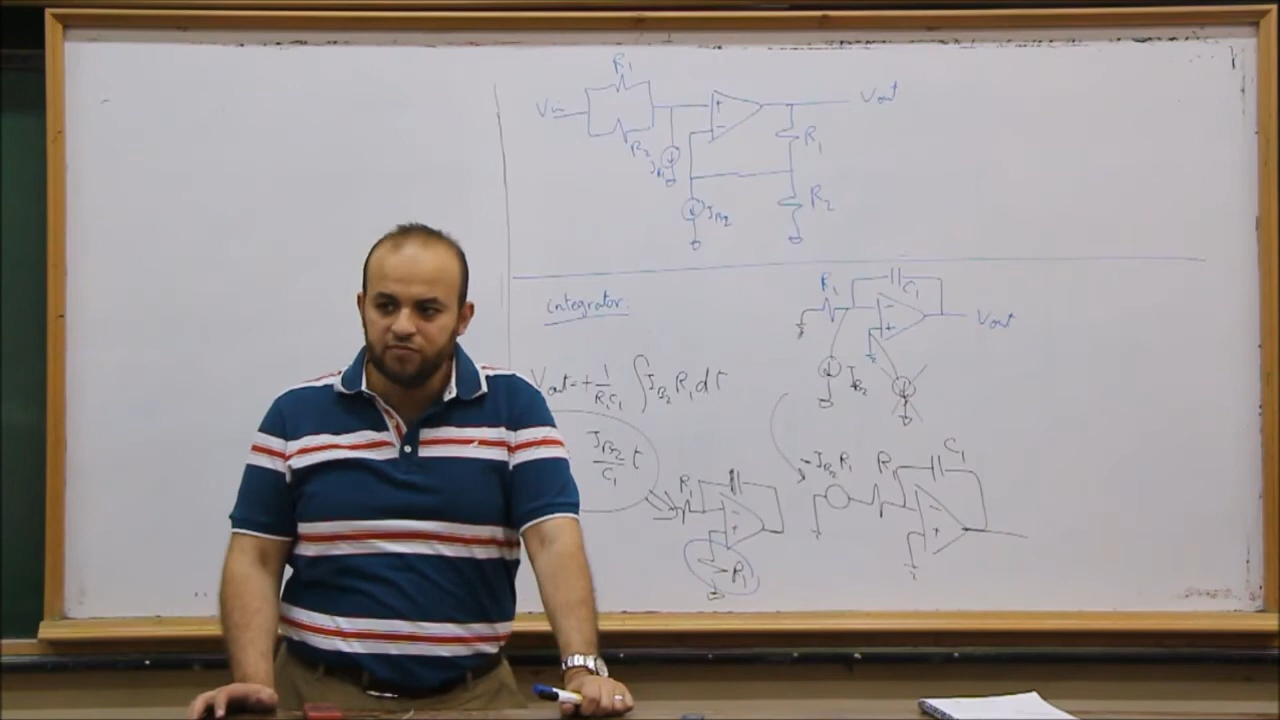 R1
Vin
Vout
R2
IB1
+
−
R1
IB2
R2
integrator.
R1
C1
−
+
Vout
IB2
Vout = + 1/R1C1 ∫ IB2 R1 dt
IB2/C1 t
R1
−
+
R1
-IB2 R1
R1
C1
−
+